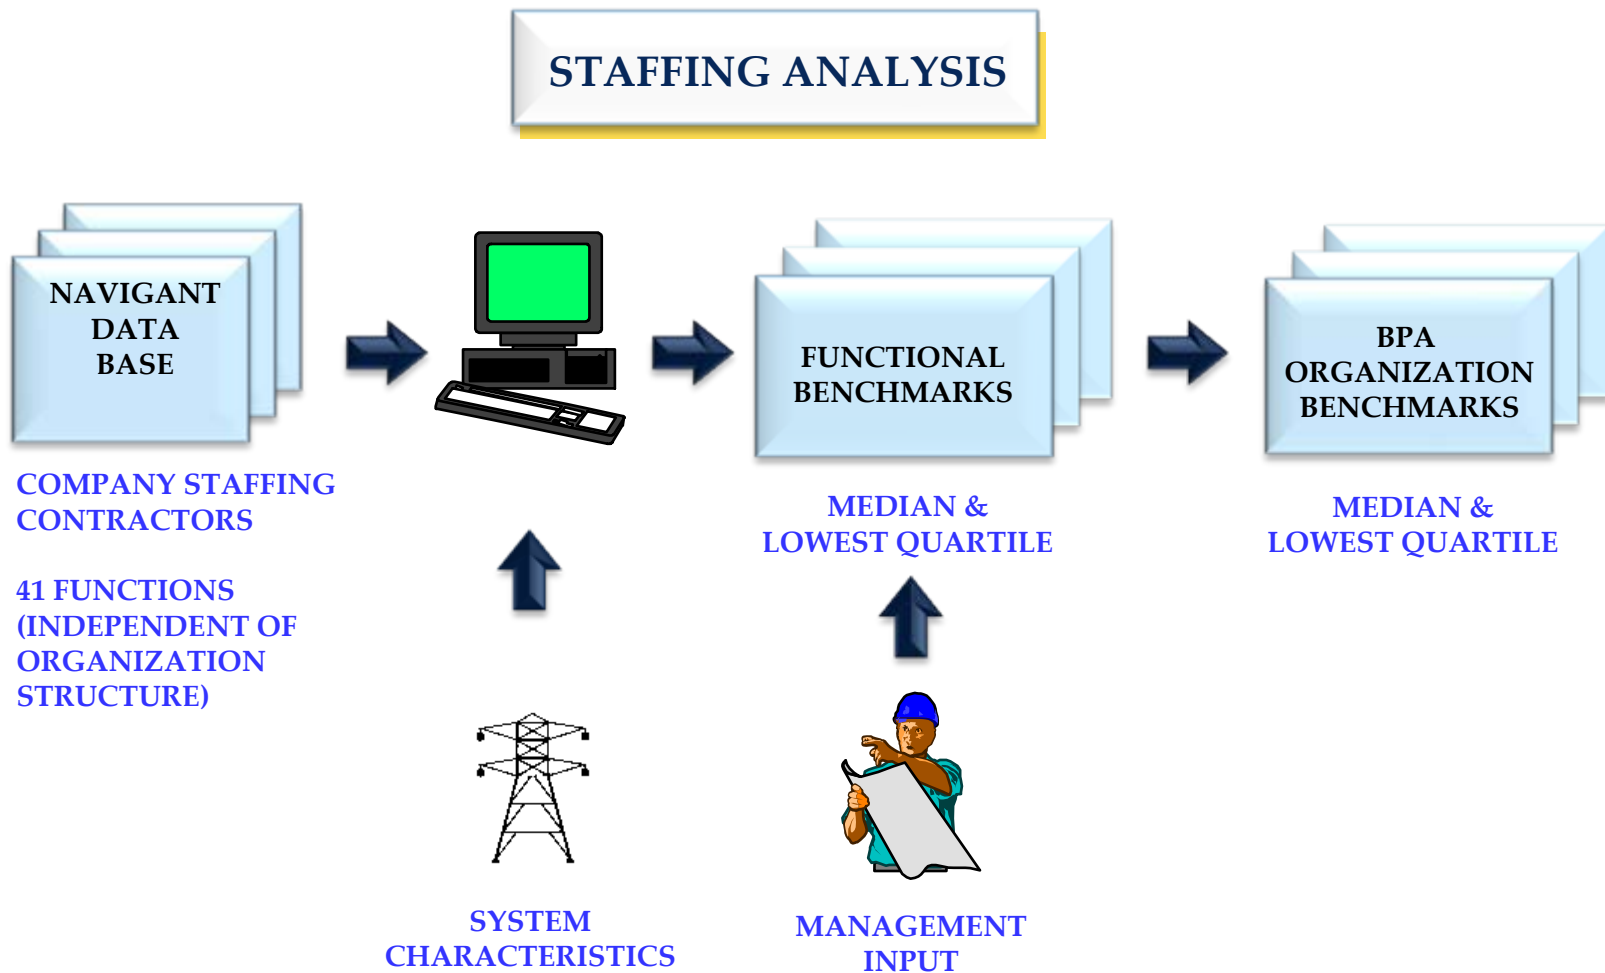 STAFFING ANALYSIS
NAVIGANT
DATA
BASE
FUNCTIONAL
BENCHMARKS
BPA
ORGANIZATION
BENCHMARKS
COMPANY STAFFING
CONTRACTORS
41 FUNCTIONS
(INDEPENDENT OF
ORGANIZATION
STRUCTURE)
MEDIAN &
LOWEST QUARTILE
MEDIAN &
LOWEST QUARTILE
SYSTEM
CHARACTERISTICS
MANAGEMENT
INPUT